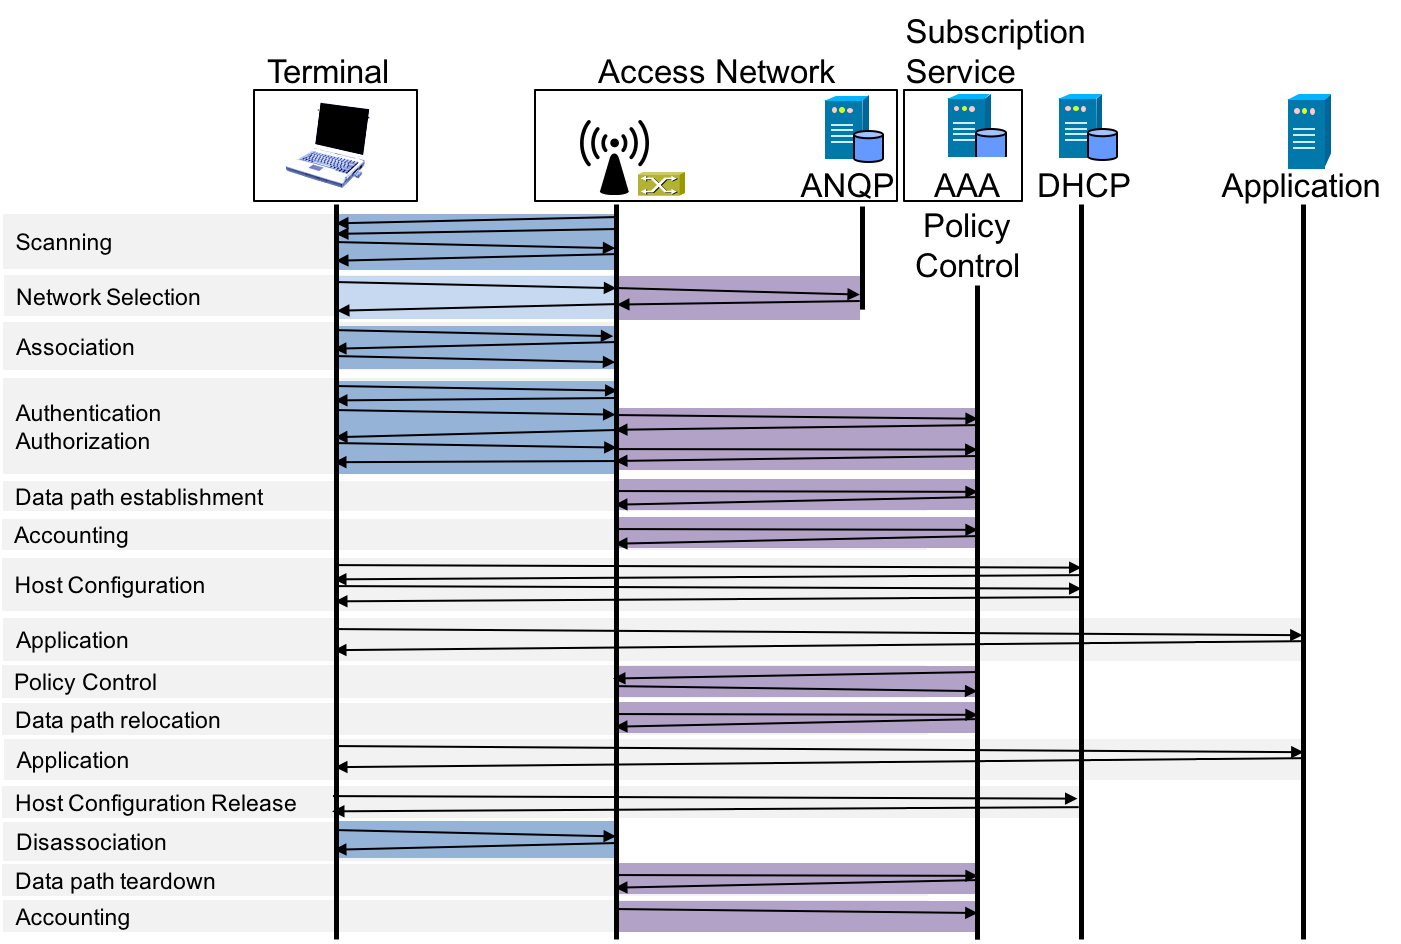 Subscription
Terminal
Access Network
Service
ANQP
AAA
DHCP
Application
Policy
Control
Scanning
Network Selection
Association
Authentication
Authorization
Data path establishment
Accounting
Host Configuration
Application
Policy Control
Data path relocation
Application
Host Configuration Release
Disassociation
Data path teardown
Accounting